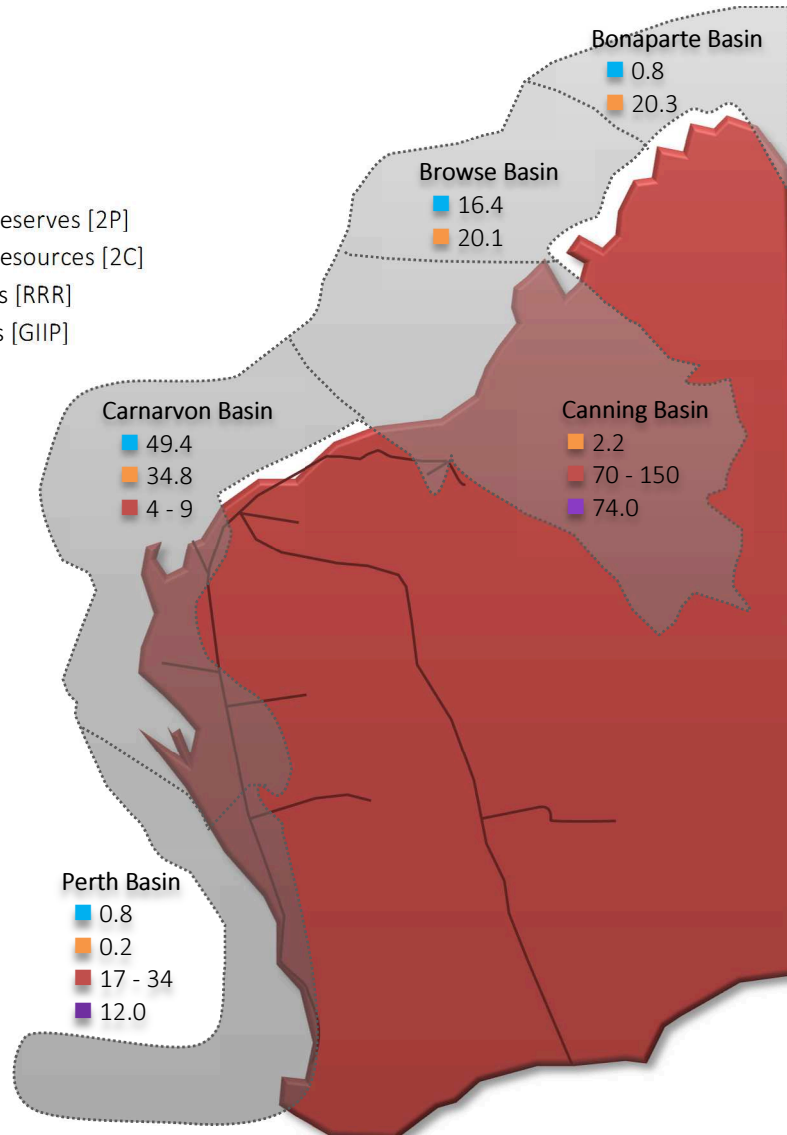 Bonaparte Basin
0.8
20.3
Browse Basin
16.4
20.1
eserves [2P]
esources [2C]
s [RRR]
s [GIIP]
Carnarvon Basin
49.4
34.8
4 - 9
Canning Basin
2.2
70 - 150
74.0
Perth Basin
0.8
0.2
17 - 34
12.0